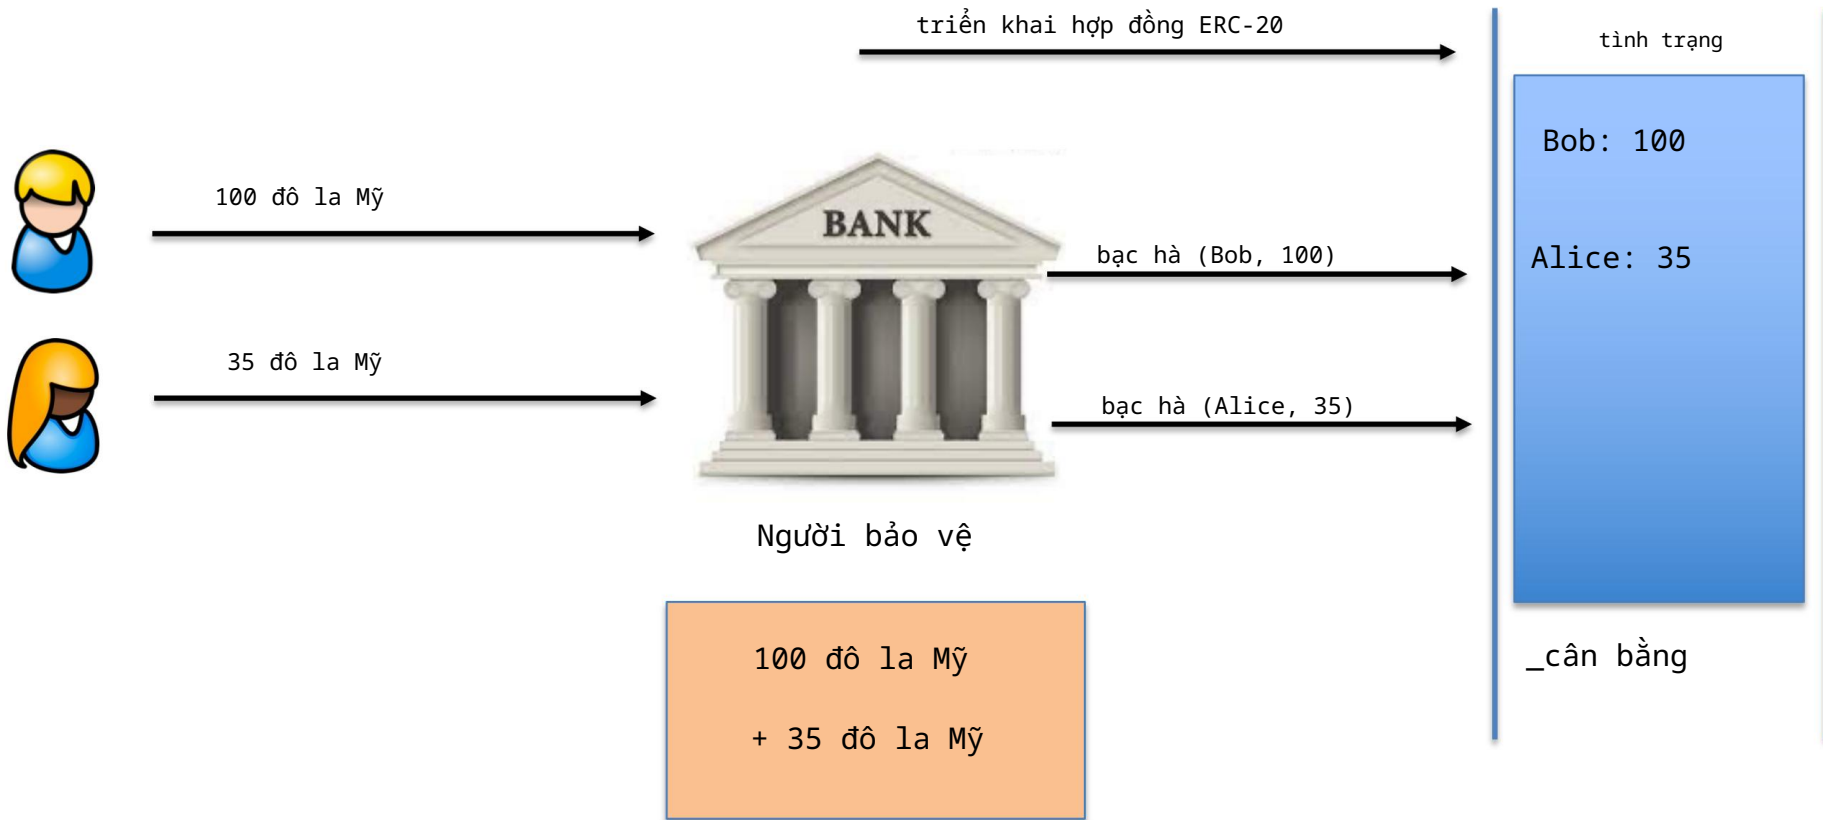 triển khai hợp đồng ERC-20
tình trạng
Bob: 100
Alice: 35
100 đô la Mỹ
BANK
bạc hà (Bob, 100)
35 đô la Mỹ
bạc hà (Alice, 35)
Người bảo vệ
100 đô la Mỹ
+ 35 đô la Mỹ
_cân bằng